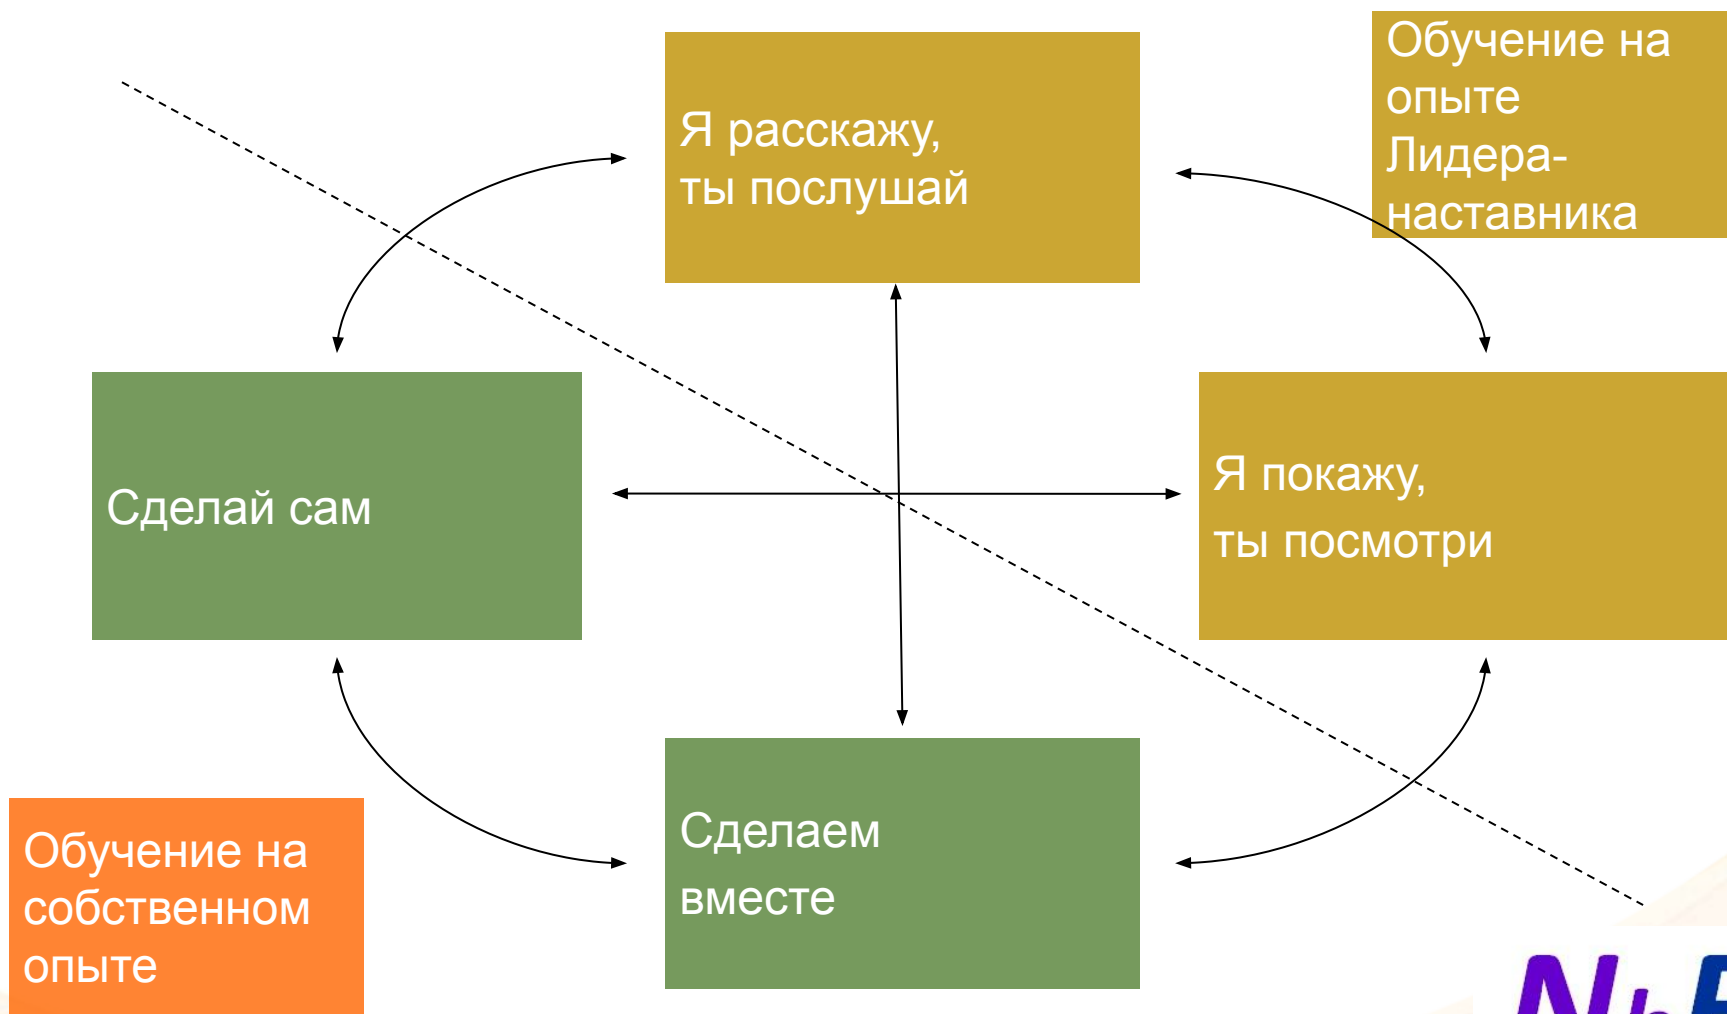 Я расскажу,
ты послушай
Обучение на
опыте
Лидера-
наставника
Сделай сам
Я покажу,
ты посмотри
Сделаем
вместе
Обучение на
собственном
опыте